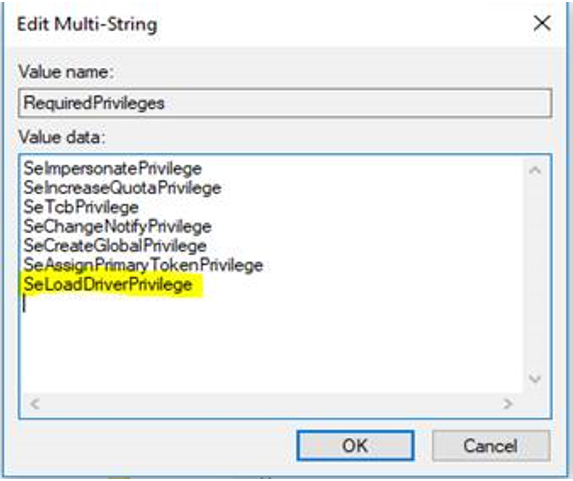 Edit Multi-String
Value name:
RequiredPrivileges
Value data:
SeImpersonatePrivilege
SeIncreaseQuotaPrivilege
SeTcbPrivilege
SeChangeNotifyPrivilege
SeCreateGlobalPrivilege
SeAssignPrimaryTokenPrivilege
SeLoadDriverPrivilege
OK
Cancel